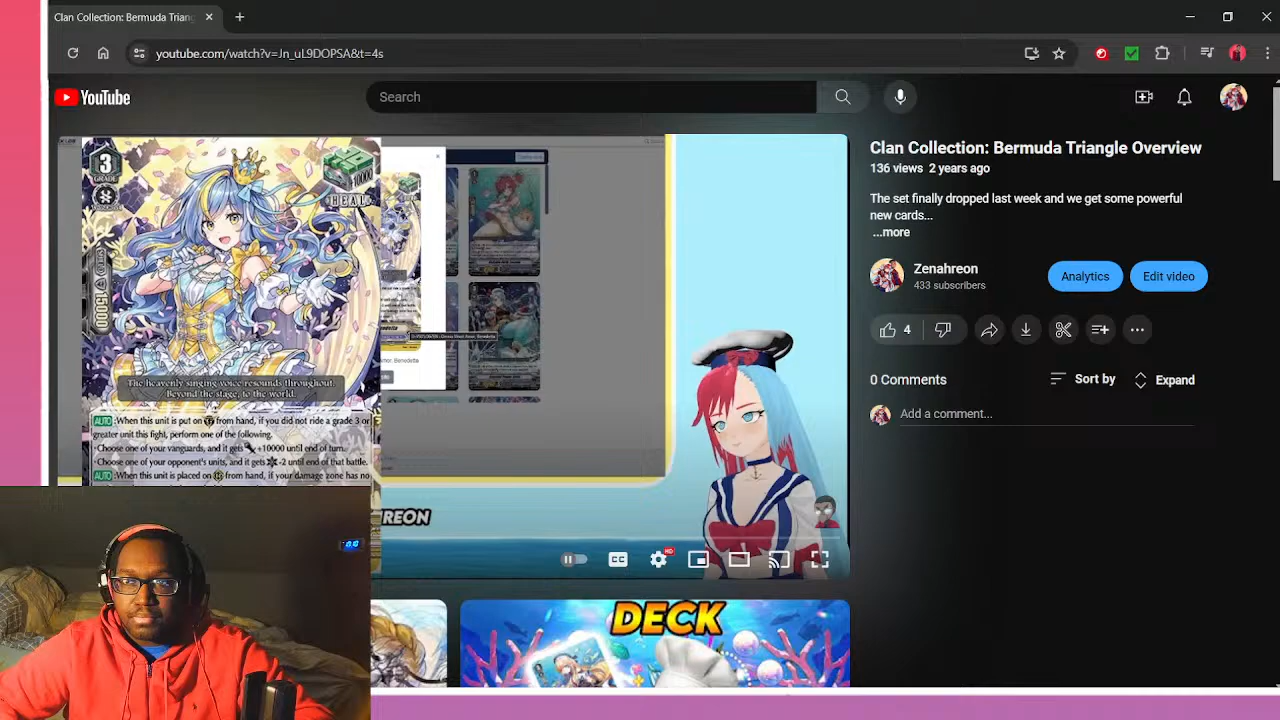 Clan Collection: Bermuda Triang
youtube.com/watch?v=Jn_uL9DOPSA&t=4s
YouTube
Search
3
GRADE
10000
HEAL
15000
The heavenly singing voice resounds throughout.
Beyond the stage, to the world.
AUTO :When this unit is put on from hand, if you did not ride a grade 3 or
greater unit this fight, perform one of the following.
・Choose one of your vanguards, and it gets +10000 until end of turn.
・Choose one of your opponent's units, and it gets -2 until end of that battle.
AUTO :When this unit is placed on from hand, if your damage zone has no
REON
CC
HD
DECK
Clan Collection: Bermuda Triangle Overview
136 views 2 years ago
The set finally dropped last week and we get some powerful
new cards...
...more
Zenahreon
433 subscribers
Analytics
Edit video
4
0 Comments
Sort by
Expand
Add a comment...